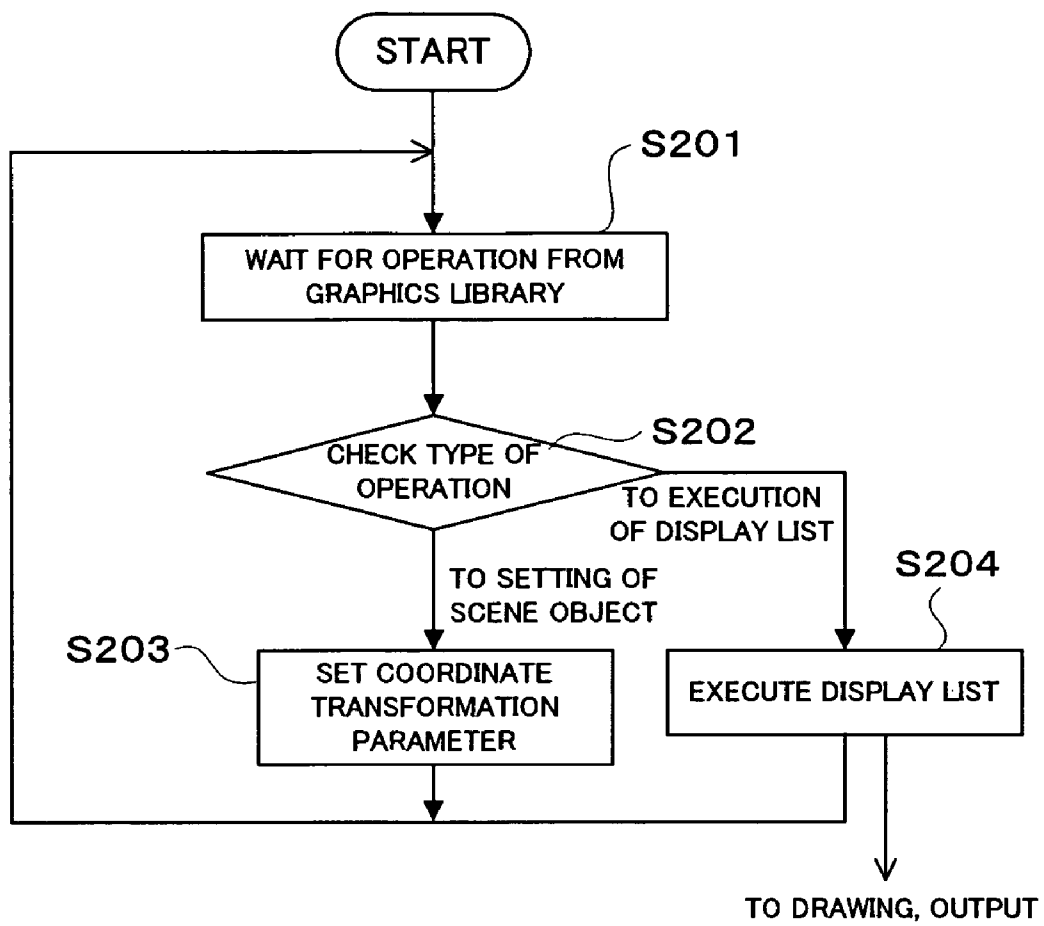 START
S201
WAIT FOR OPERATION FROM
GRAPHICS LIBRARY
S202
CHECK TYPE OF
OPERATION
TO EXECUTION
OF DISPLAY LIST
TO SETTING OF
SCENE OBJECT
S204
S203
SET COORDINATE
TRANSFORMATION
PARAMETER
EXECUTE DISPLAY LIST
TO DRAWING, OUTPUT